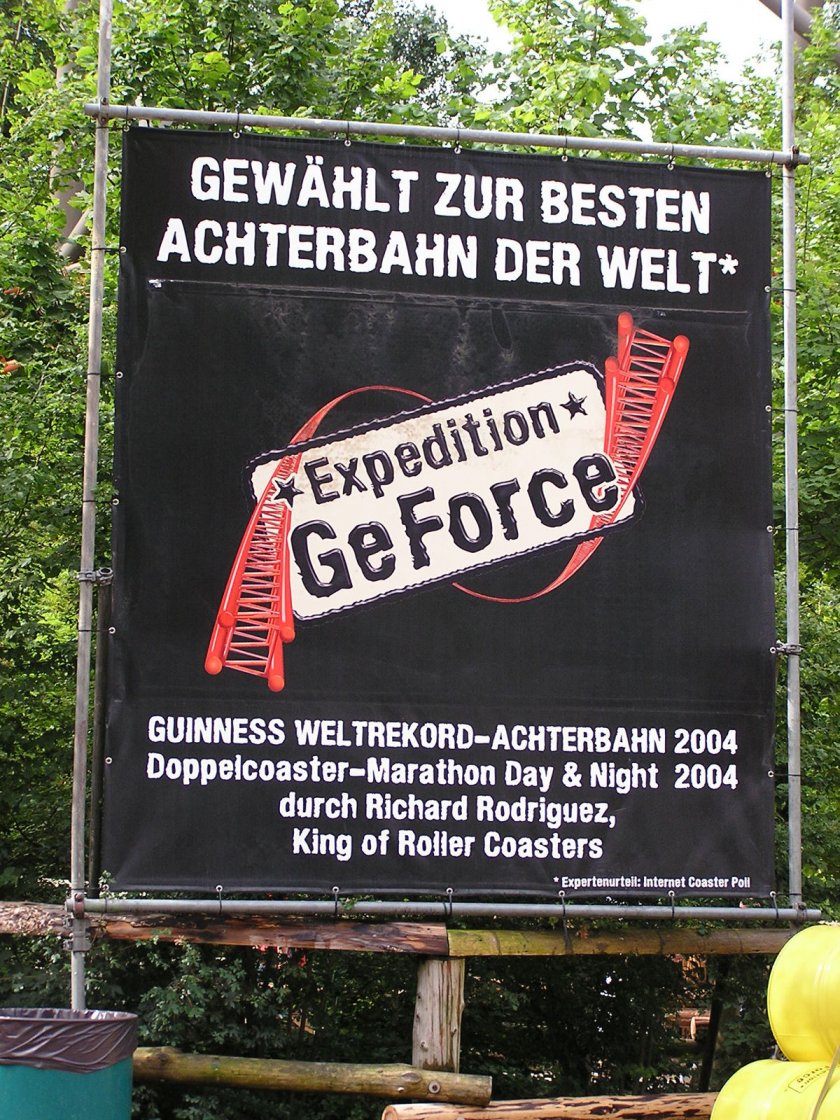 GEWÄHLT ZUR BESTEN
ACHTERBAHN DER WELT*
Expedition
GeForce
GUINNESS WELTREKORD-ACHTERBAHN 2004
Doppelcoaster-Marathon Day & Night 2004
durch Richard Rodriguez,
King of Roller Coasters
* Expertenurteil: Internet Coaster Poll